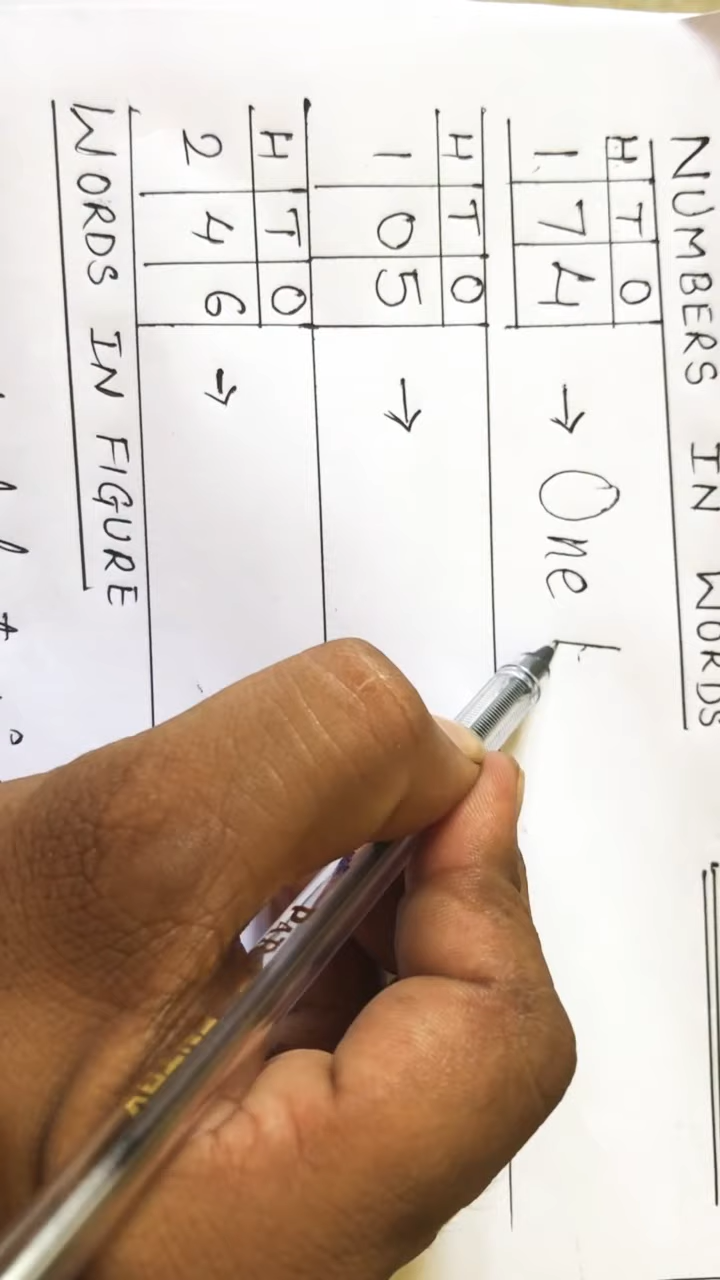 NUMBERS IN WORDS
H T O
1 7 4 → One
H T O
1 0 5 →
H T O
2 4 6 →
WORDS IN FIGURE